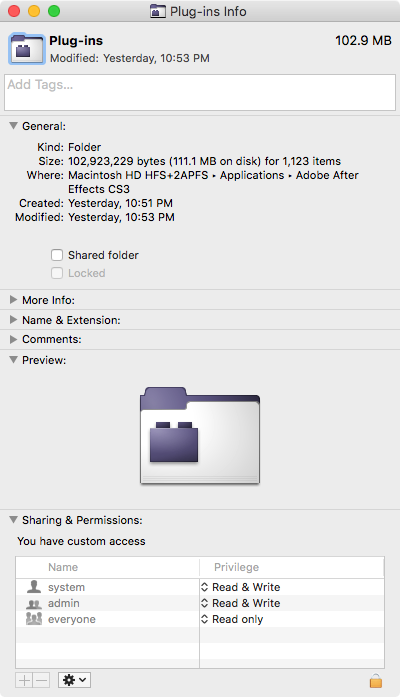 Plug-ins Info
Plug-ins 102.9 MB
Modified: Yesterday, 10:53 PM
Add Tags...
General:
Kind: Folder
Size: 102,923,229 bytes (111.1 MB on disk) for 1,123 items
Where: Macintosh HD HFS+2APFS ▸ Applications ▸ Adobe After
Effects CS3
Created: Yesterday, 10:51 PM
Modified: Yesterday, 10:53 PM
Shared folder
Locked
More Info:
Name & Extension:
Comments:
Preview:
Sharing & Permissions:
You have custom access
Name Privilege
system Read & Write
admin Read & Write
everyone Read only